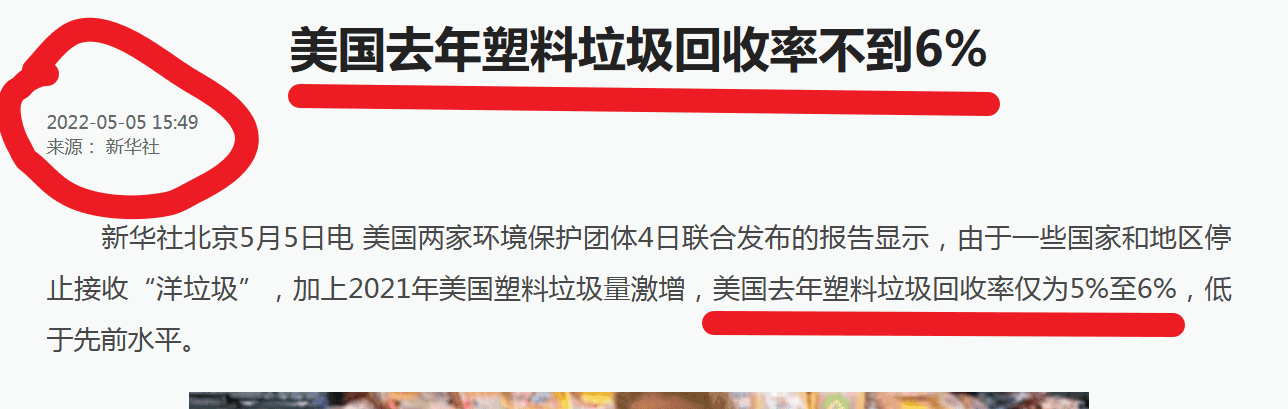 美国去年塑料垃圾回收率不到6%
2022-05-05 15:49
来源： 新华社
新华社北京5月5日电 美国两家环境保护团体4日联合发布的报告显示，由于一些国家和地区停
止接收“洋垃圾”，加上2021年美国塑料垃圾量激增，美国去年塑料垃圾回收率仅为5%至6%，低
于先前水平。